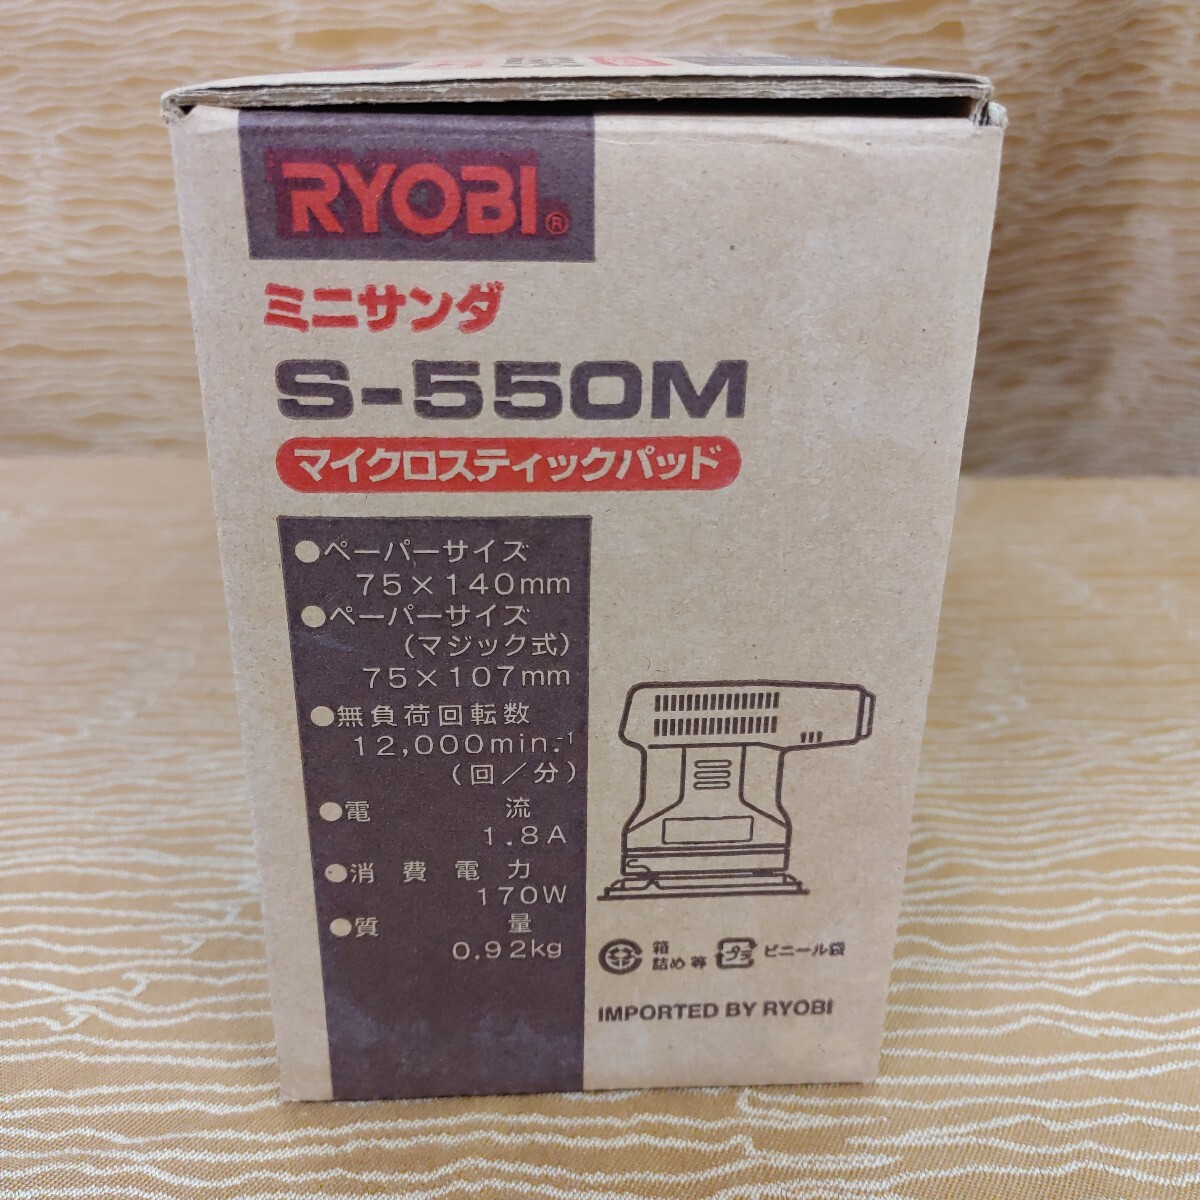 RYOBI®
ミニサンダ
S-550M
マイクロスティックパッド
●ペーパーサイズ
75×140mm
●ペーパーサイズ
(マジック式)
75×107mm
●無負荷回転数
12,000min.⁻¹
(回/分)
●電流
1.8A
●消費電力
170W
●質量
0.92kg
箱
詰め等
プラ
ビニール袋
IMPORTED BY RYOBI